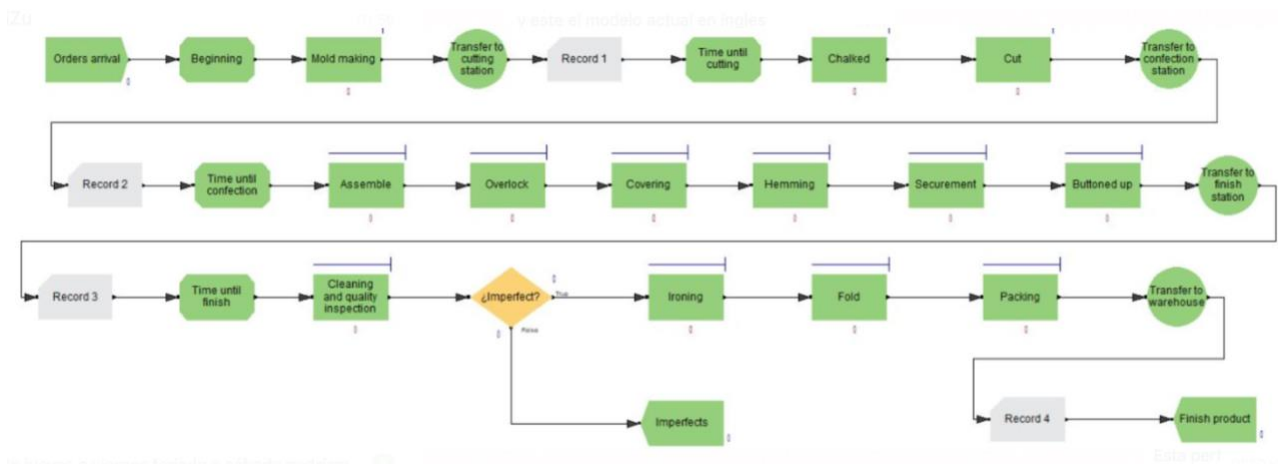 y este el modelo actual en ingles
Orders arrival
Beginning
Mold making
Transfer to
cutting
station
Record 1
Time until
cutting
Chalked
Cut
Transfer to
confection
station
Record 2
Time until
confection
Assemble
Overlock
Covering
Hemming
Securement
Buttoned up
Transfer to
finish
station
Record 3
Time until
finish
Cleaning
and quality
inspection
¿Imperfect?
True
False
Ironing
Fold
Packing
Transfer to
warehouse
Imperfects
Record 4
Finish product